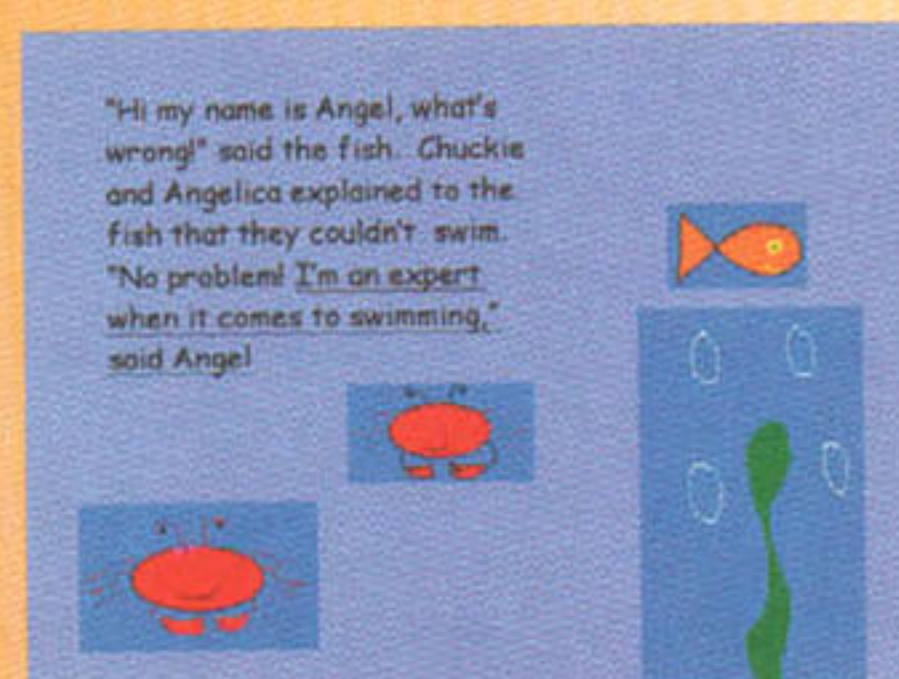 "Hi my name is Angel, what's
wrong!" said the fish. Chuckie
and Angelica explained to the
fish that they couldn't swim.
"No problem! I'm an expert
when it comes to swimming,"
said Angel